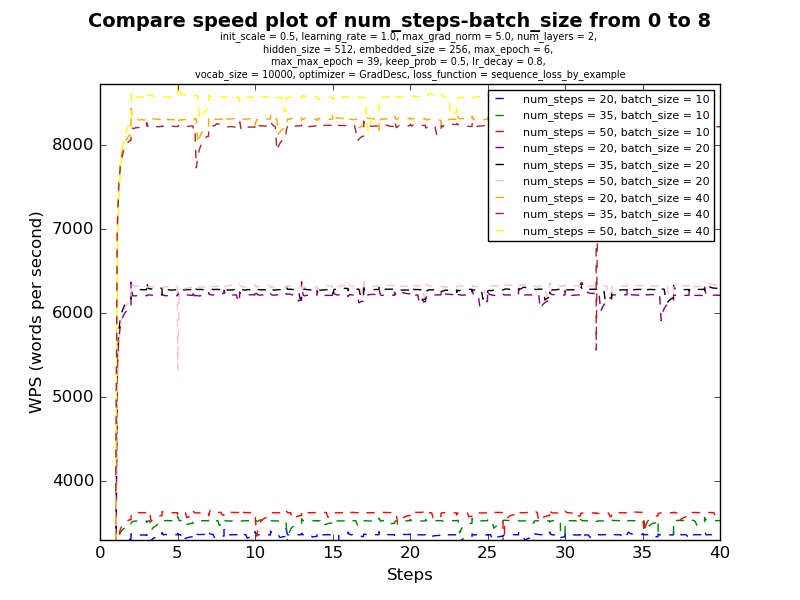 Compare speed plot of num_steps-batch_size from 0 to 8
init_scale = 0.5, learning_rate = 1.0, max_grad_norm = 5.0, num_layers = 2,
hidden_size = 512, embedded_size = 256, max_epoch = 6,
max_max_epoch = 39, keep_prob = 0.5, lr_decay = 0.8,
vocab_size = 10000, optimizer = GradDesc, loss_function = sequence_loss_by_example
num_steps = 20, batch_size = 10
num_steps = 35, batch_size = 10
num_steps = 50, batch_size = 10
num_steps = 20, batch_size = 20
num_steps = 35, batch_size = 20
num_steps = 50, batch_size = 20
num_steps = 20, batch_size = 40
num_steps = 35, batch_size = 40
num_steps = 50, batch_size = 40
WPS (words per second)
8000
7000
6000
5000
4000
0 5 10 15 20 25 30 35 40
Steps